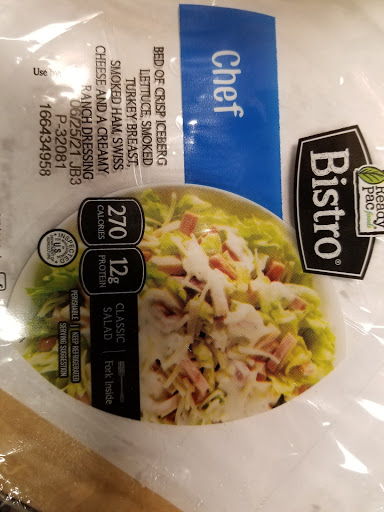 Ready
Pac foods
Bistro®
Chef
BED OF CRISP ICEBERG
LETTUCE, SMOKED
TURKEY BREAST
SMOKED HAM, SWISS
CHEESE AND A CREAMY
RANCH DRESSING
Use
06/25/21 JB3
P-32081
166434958
270
CALORIES
12g
PROTEIN
CLASSIC
SALAD
Fork Inside
PERISHABLE KEEP REFRIGERATED
SERVING SUGGESTION